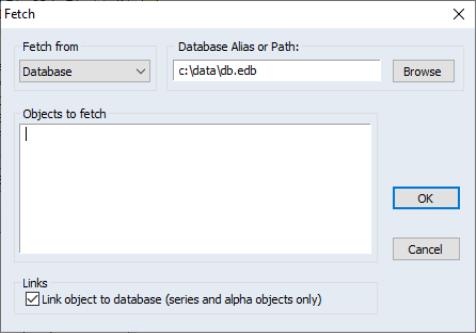 Fetch
Fetch from
Database Alias or Path:
Database
c:\data\db.edb
Browse
Objects to fetch
OK
Cancel
Links
Link object to database (series and alpha objects only)